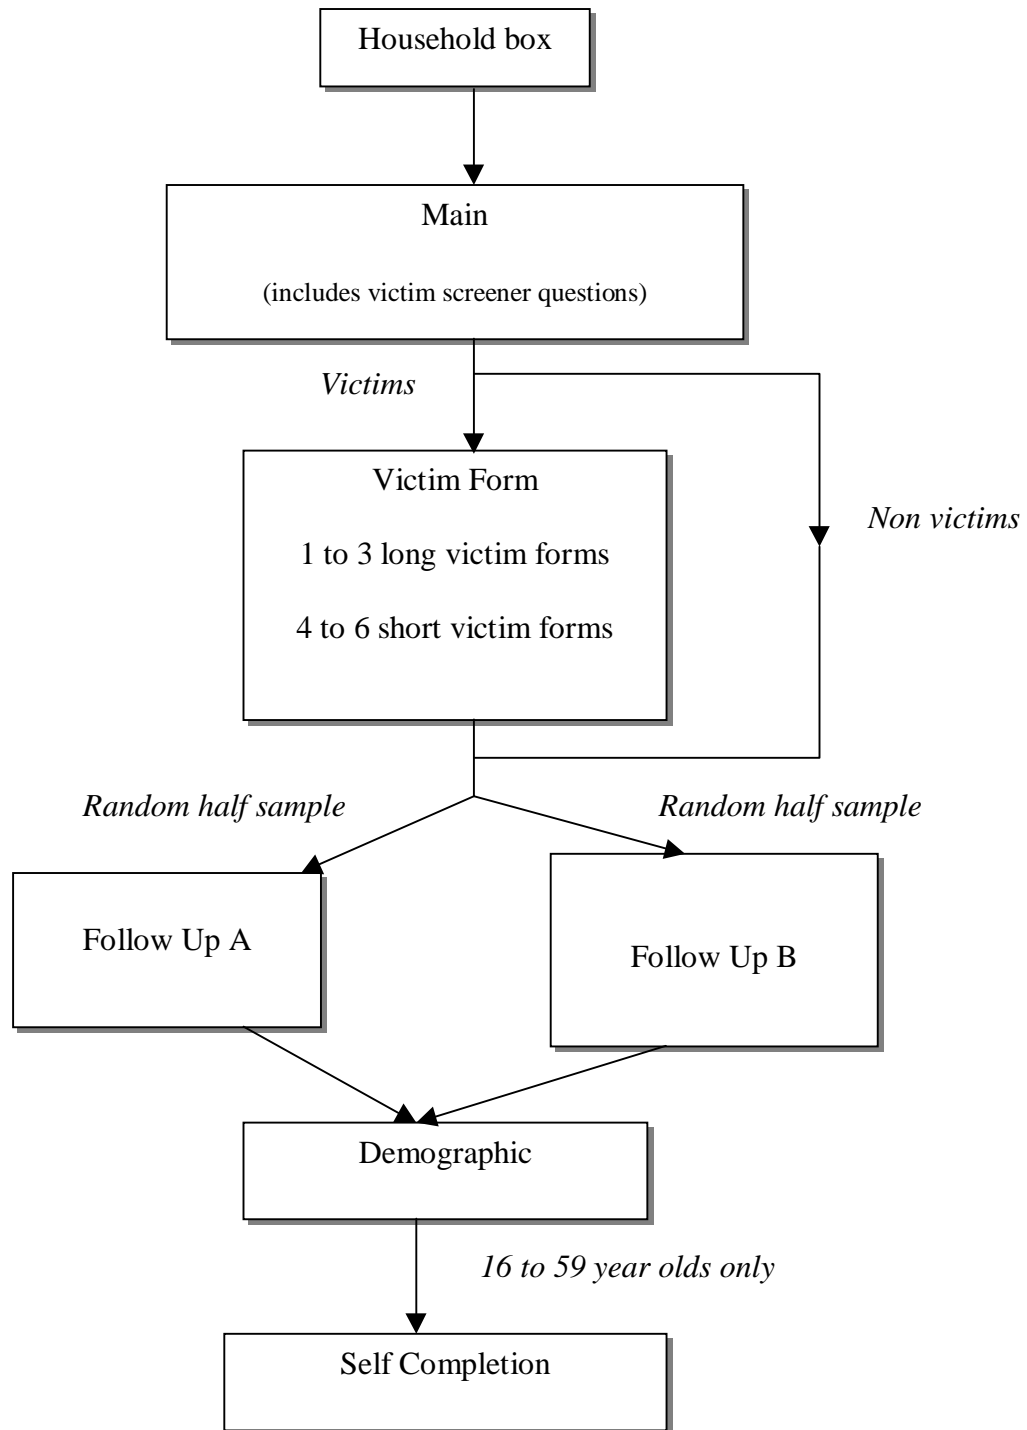 Household box
Main
(includes victim screener questions)
Victims
Victim Form
Non victims
1 to 3 long victim forms
4 to 6 short victim forms
Random half sample
Random half sample
Follow Up A
Follow Up B
Demographic
16 to 59 year olds only
Self Completion